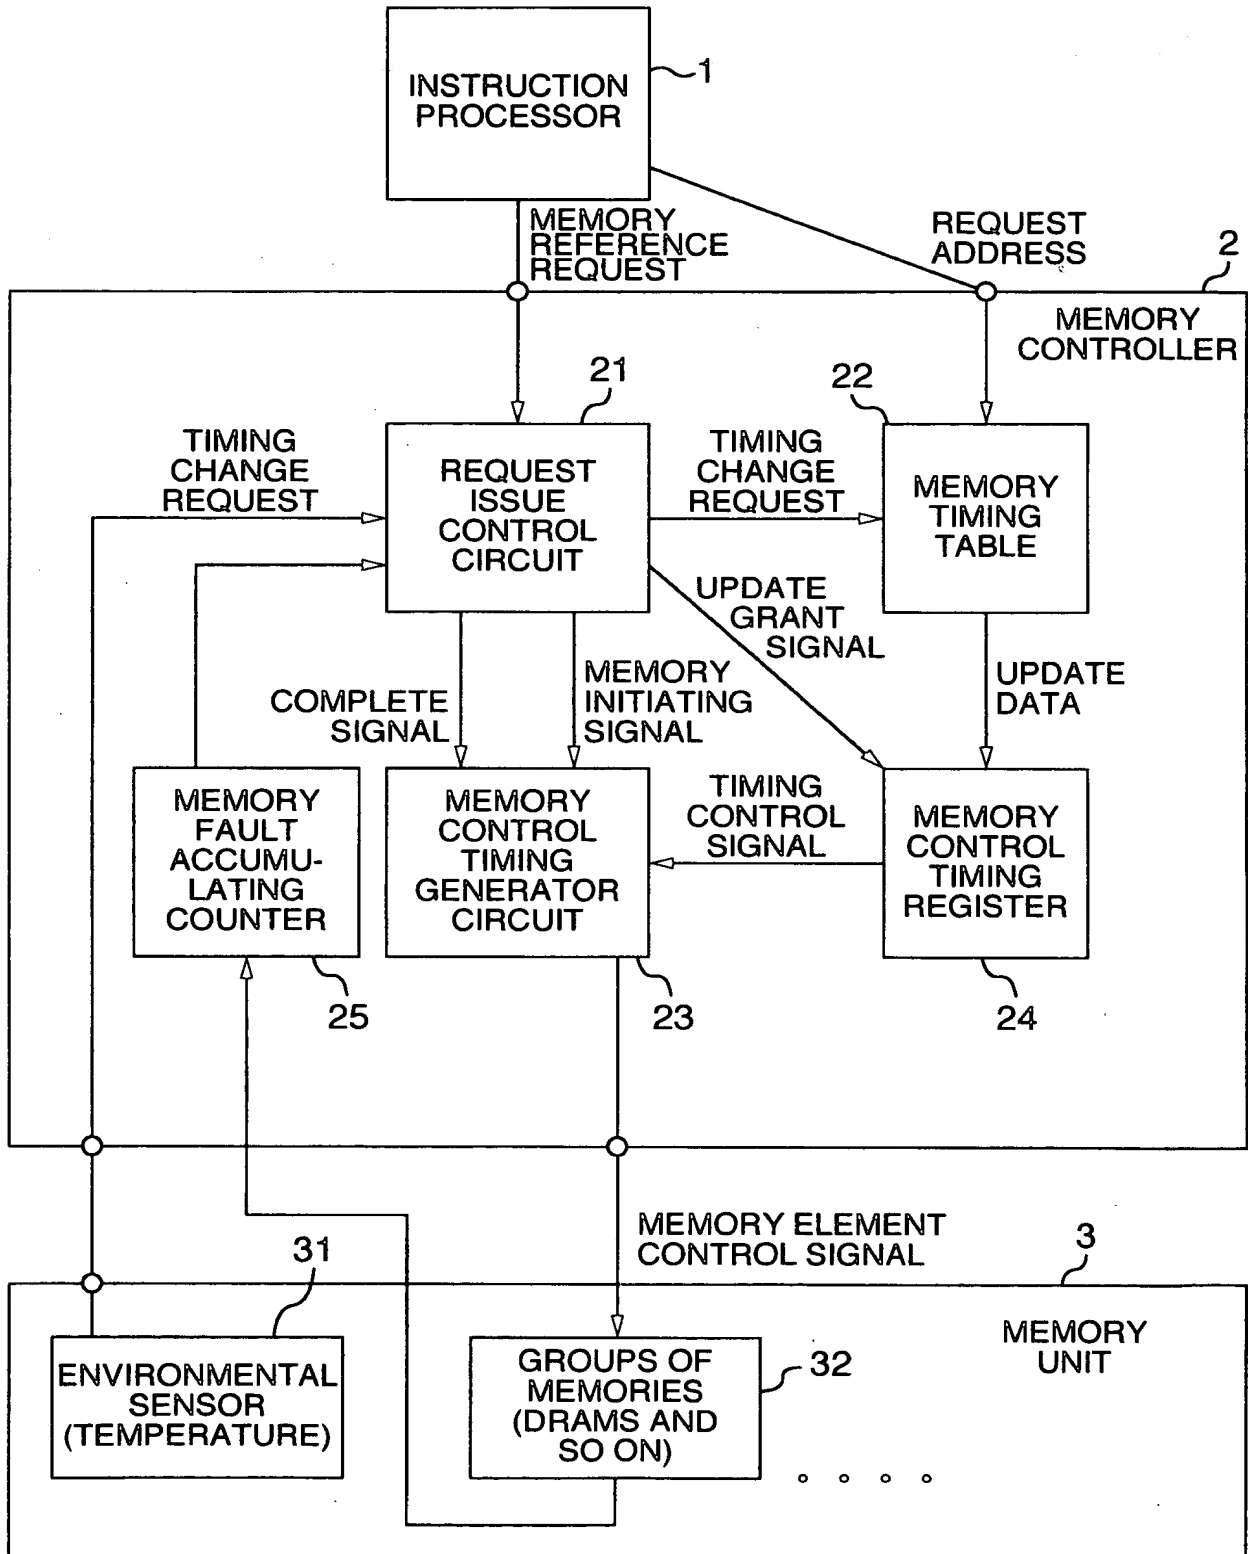 INSTRUCTION
PROCESSOR
1
MEMORY
REFERENCE
REQUEST
REQUEST
ADDRESS
2
MEMORY
CONTROLLER
21
22
TIMING
CHANGE
REQUEST
REQUEST
ISSUE
CONTROL
CIRCUIT
TIMING
CHANGE
REQUEST
MEMORY
TIMING
TABLE
UPDATE
GRANT
SIGNAL
COMPLETE
SIGNAL
MEMORY
INITIATING
SIGNAL
UPDATE
DATA
MEMORY
FAULT
ACCUMU-
LATING
COUNTER
MEMORY
CONTROL
TIMING
GENERATOR
CIRCUIT
TIMING
CONTROL
SIGNAL
MEMORY
CONTROL
TIMING
REGISTER
25
23
24
MEMORY ELEMENT
CONTROL SIGNAL
31
3
ENVIRONMENTAL
SENSOR
(TEMPERATURE)
GROUPS OF
MEMORIES
(DRAMS AND
SO ON)
32
MEMORY
UNIT